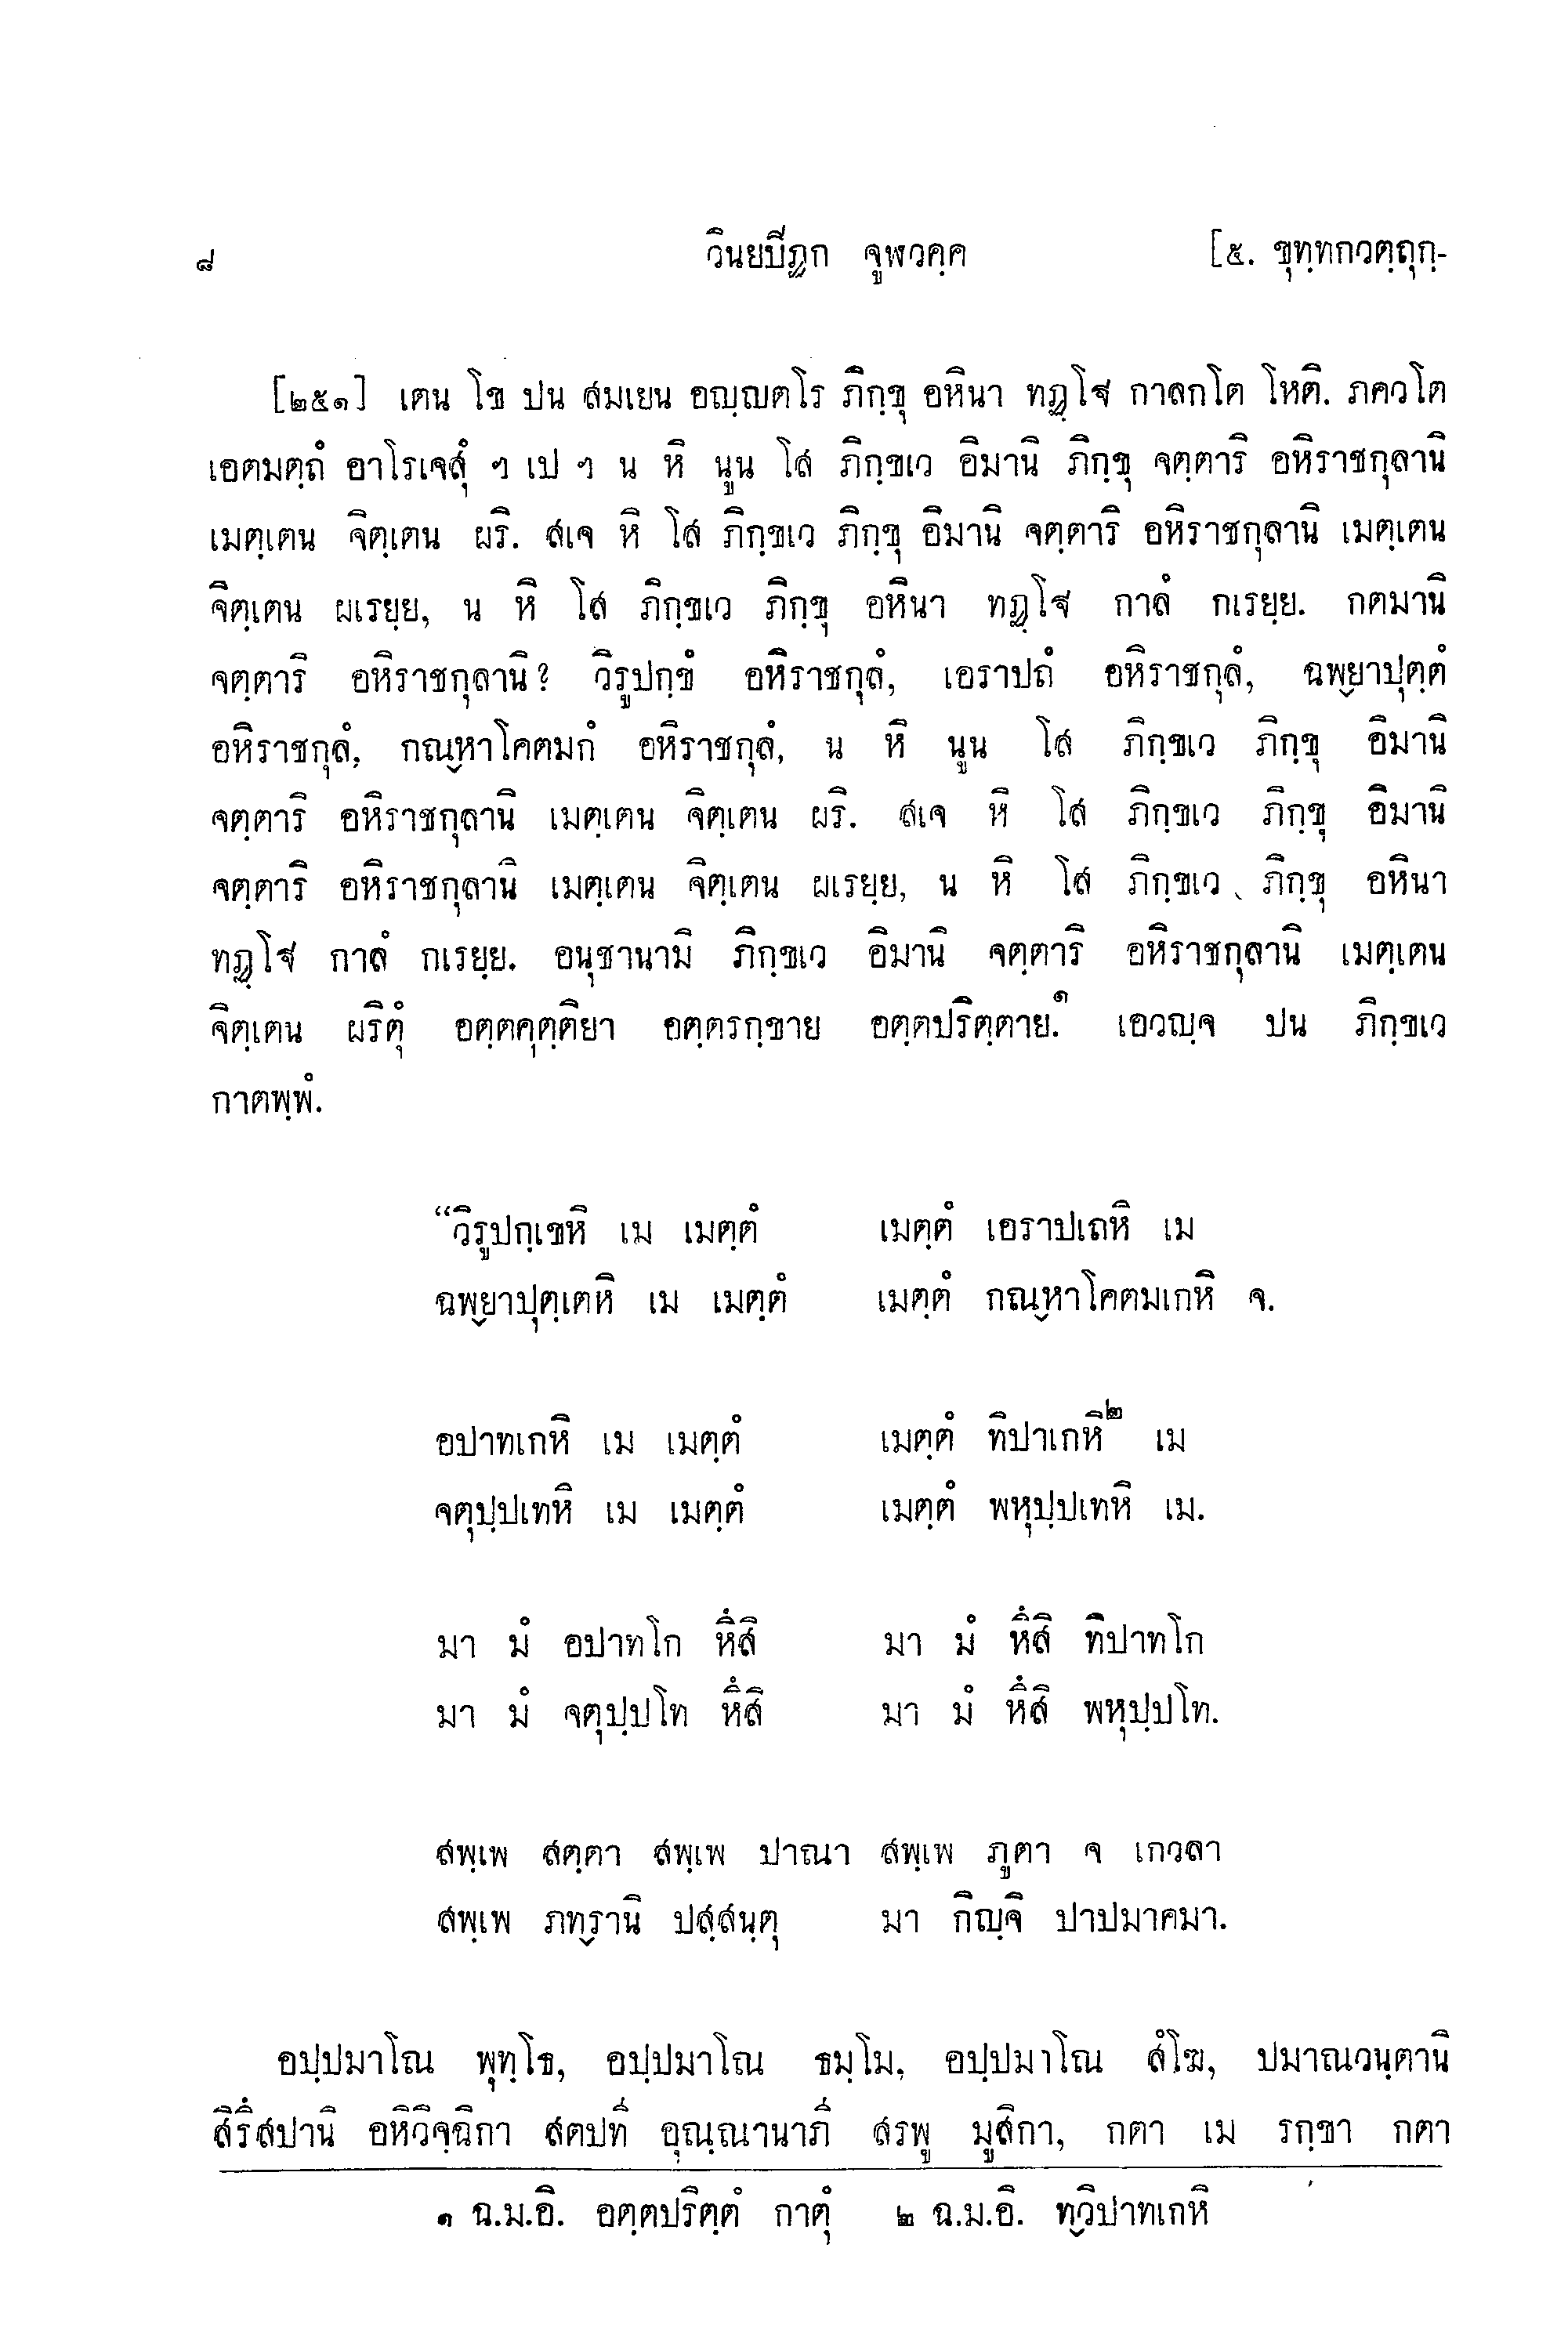 ๘ วินยปิฏก จูฬวคฺค [๕. ขุทฺทกวตฺถุกฺ-
[๒๕๑] เตน โข ปน สมเยน อญฺญตโร ภิกฺขุ อหินา ทฏฺโฐ กาลกโต โหติ. ภควโต
เอตมตฺถํ อาโรเจสุํ ฯ เป ฯ น หิ นูน โส ภิกฺขเว อิมานิ ภิกฺขุ จตฺตาริ อหิราชกุลานิ
เมตฺเตน จิตฺเตน ผริ. สเจ หิ โส ภิกฺขเว ภิกฺขุ อิมานิ จตฺตาริ อหิราชกุลานิ เมตฺเตน
จิตฺเตน ผเรยฺย, น หิ โส ภิกฺขเว ภิกฺขุ อหินา ทฏฺโฐ กาลํ กเรยฺย. กตมานิ
จตฺตาริ อหิราชกุลานิ? วิรูปกฺขํ อหิราชกุลํ, เอราปถํ อหิราชกุลํ, ฉพฺยาปุตฺตํ
อหิราชกุลํ, กณฺหาโคตมกํ อหิราชกุลํ, น หิ นูน โส ภิกฺขเว ภิกฺขุ อิมานิ
จตฺตาริ อหิราชกุลานิ เมตฺเตน จิตฺเตน ผริ. สเจ หิ โส ภิกฺขเว ภิกฺขุ อิมานิ
จตฺตาริ อหิราชกุลานิ เมตฺเตน จิตฺเตน ผเรยฺย, น หิ โส ภิกฺขเว ภิกฺขุ อหินา
ทฏฺโฐ กาลํ กเรยฺย. อนุชานามิ ภิกฺขเว อิมานิ จตฺตาริ อหิราชกุลานิ เมตฺเตน
จิตฺเตน ผริตุํ อตฺตคุตฺติยา อตฺตรกฺขาย อตฺตปริตฺตาย.๑ เอวญฺจ ปน ภิกฺขเว
กาตพฺพํ.
“วิรูปกฺเขหิ เม เมตฺตํ เมตฺตํ เอราปเถหิ เม
ฉพฺยาปุตฺเตหิ เม เมตฺตํ เมตฺตํ กณฺหาโคตมเกหิ จ.
อปาทเกหิ เม เมตฺตํ เมตฺตํ ทิปาเกหิ๒ เม
จตุปฺปเทหิ เม เมตฺตํ เมตฺตํ พหุปฺปเทหิ เม.
มา มํ อปาทโก หึสิ มา มํ หึสิ ทิปาทโก
มา มํ จตุปฺปโท หึสิ มา มํ หึสิ พหุปฺปโท.
สพฺเพ สตฺตา สพฺเพ ปาณา สพฺเพ ภูตา จ เกวลา
สพฺเพ ภทฺรานิ ปสฺสนฺตุ มา กิญฺจิ ปาปมาคมา.
อปฺปมาโณ พุทฺโธ, อปฺปมาโณ ธมฺโม, อปฺปมาโณ สํโฆ, ปมาณวนฺตานิ
สิรึสปานิ อหิวิจฺฉิกา สตปที อุณฺณานาภี สรพู มูสิกา, กตา เม รกฺขา กตา
๑ ฉ.ม.อิ. อตฺตปริตฺตํ กาตุํ ๒ ฉ.ม.อิ. ทฺวิปาทเกหิ